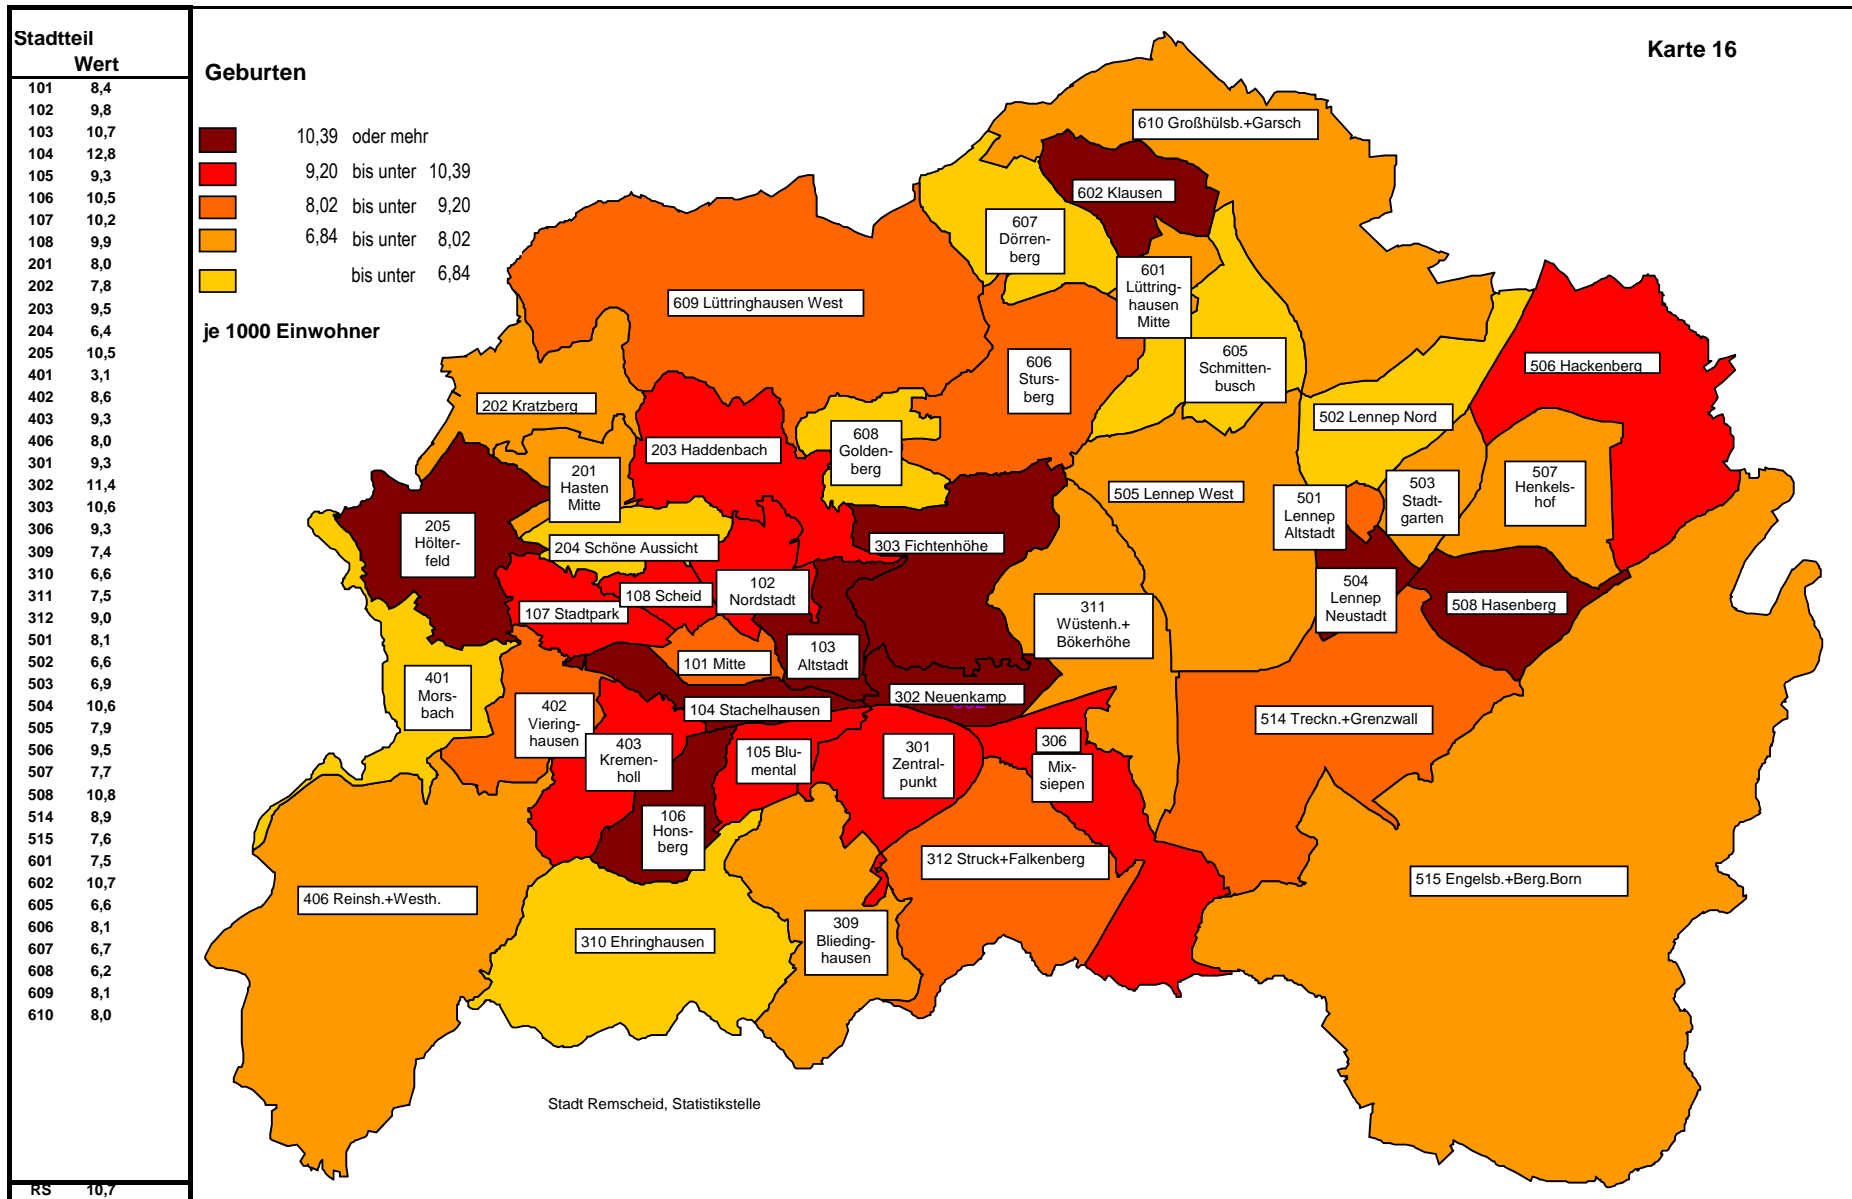 Stadtteil
Wert
101 8,4
102 9,8
103 10,7
104 12,8
105 9,3
106 10,5
107 10,2
108 9,9
201 8,0
202 7,8
203 9,5
204 6,4
205 10,5
401 3,1
402 8,6
403 9,3
406 8,0
301 9,3
302 11,4
303 10,6
306 9,3
309 7,4
310 6,6
311 7,5
312 9,0
501 8,1
502 6,6
503 6,9
504 10,6
505 7,9
506 9,5
507 7,7
508 10,8
514 8,9
515 7,6
601 7,5
602 10,7
605 6,6
606 8,1
607 6,7
608 6,2
609 8,1
610 8,0
RS 10,7
Geburten
10,39 oder mehr
9,20 bis unter 10,39
8,02 bis unter 9,20
6,84 bis unter 8,02
bis unter 6,84
je 1000 Einwohner
Karte 16
610 Großhülsb.+Garsch
602 Klausen
607
Dörren-
berg
601
Lüttring-
hausen
Mitte
609 Lüttringhausen West
606
Sturs-
berg
605
Schmitten-
busch
506 Hackenberg
202 Kratzberg
502 Lennep Nord
203 Haddenbach
608
Golden-
berg
201
Hasten
Mitte
505 Lennep West
501
Lennep
Altstadt
503
Stadt-
garten
507
Henkels-
hof
205
Hölter-
feld
204 Schöne Aussicht
303 Fichtenhöhe
108 Scheid
102
Nordstadt
107 Stadtpark
504
Lennep
Neustadt
508 Hasenberg
311
Wüstenh.+
Bökerhöhe
103
Altstadt
101 Mitte
401
Mors-
bach
302 Neuenkamp
302
402
Viering-
hausen
104 Stachelhausen
514 Treckn.+Grenzwall
403
Kremen-
holl
105 Blu-
mental
301
Zentral-
punkt
306
Mix-
siepen
106
Hons-
berg
312 Struck+Falkenberg
515 Engelsb.+Berg.Born
406 Reinsh.+Westh.
310 Ehringhausen
309
Blieding-
hausen
Stadt Remscheid, Statistikstelle